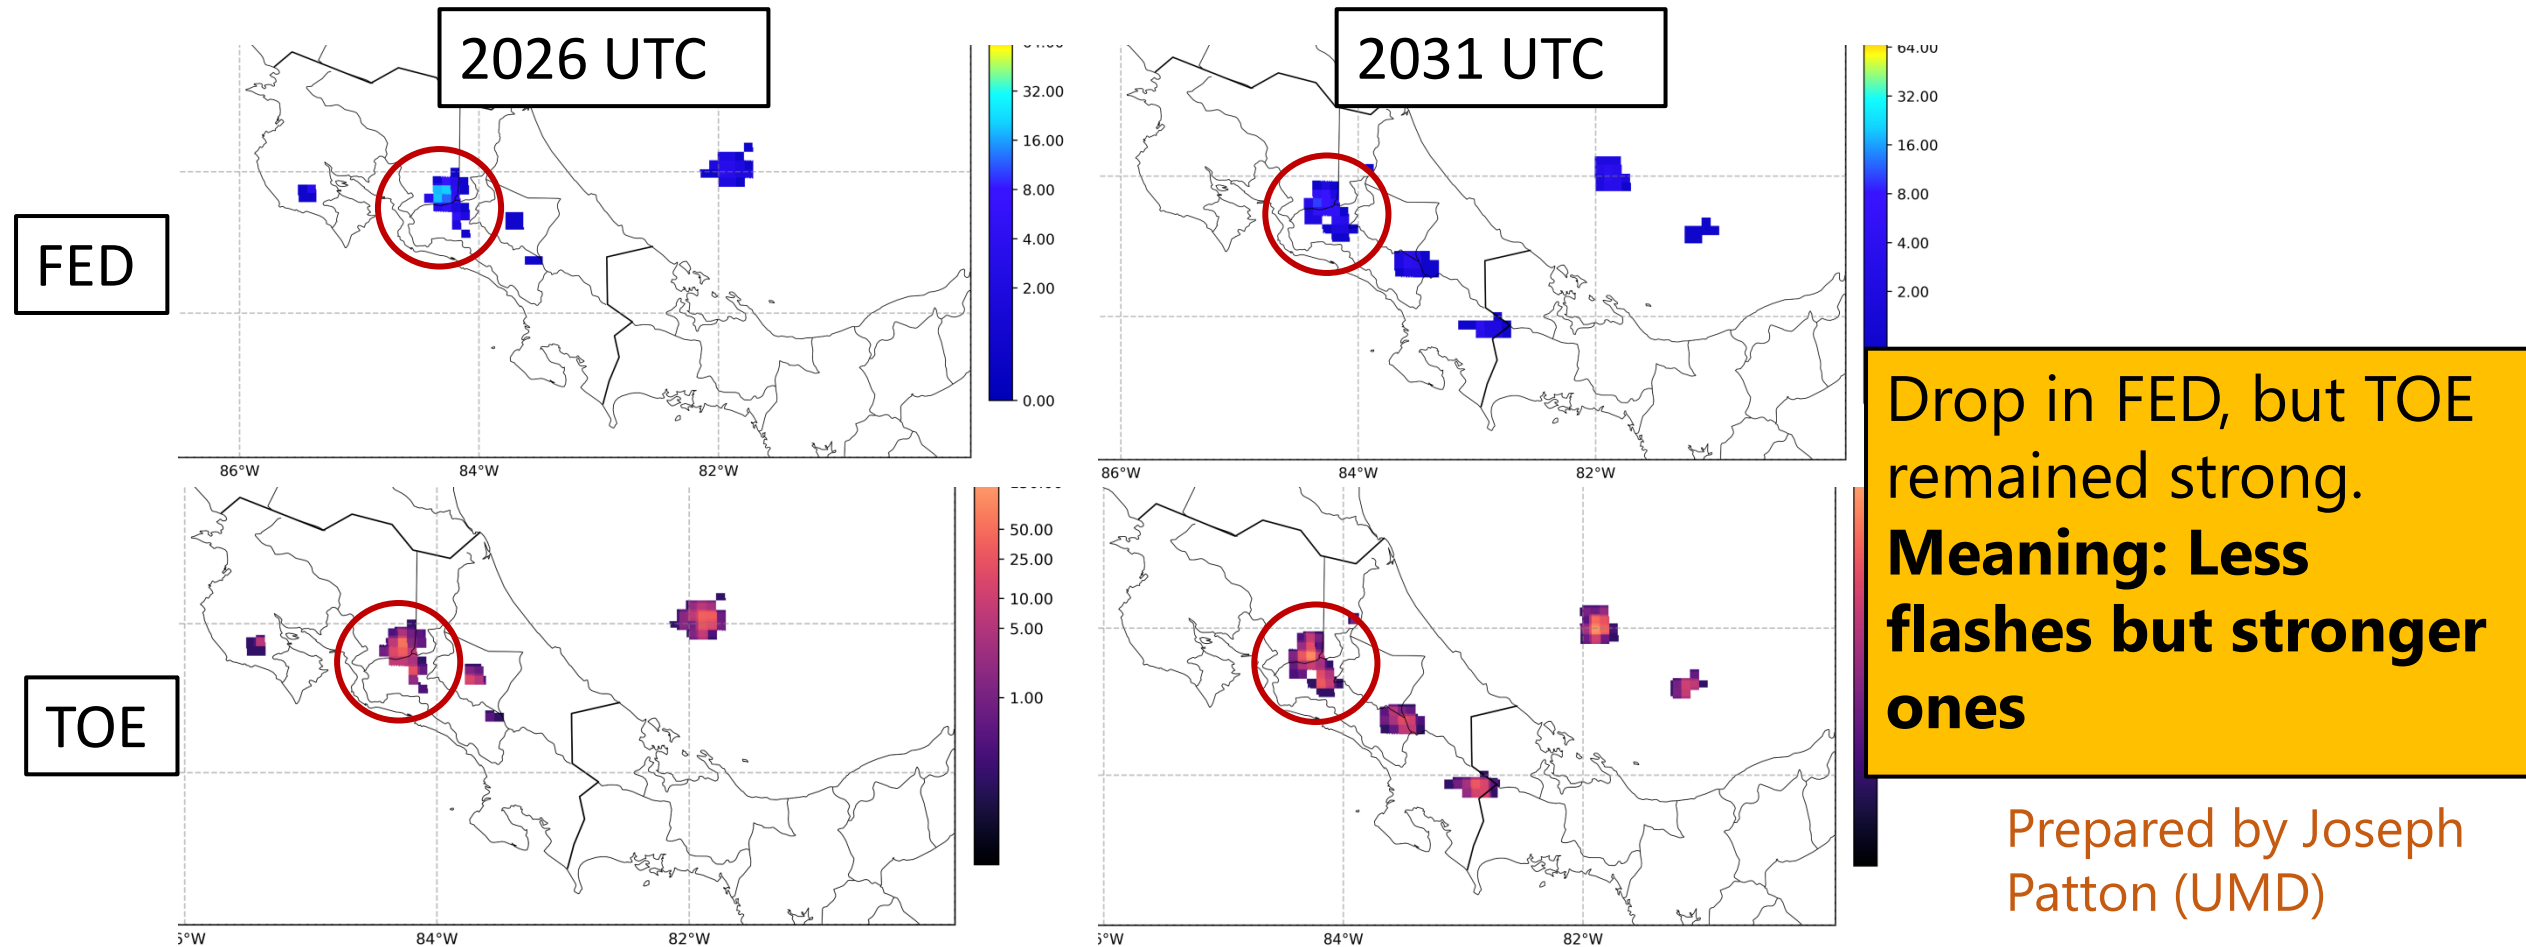 2026 UTC
2031 UTC
FED
TOE
32.00
16.00
8.00
4.00
2.00
0.00
64.00
32.00
16.00
8.00
4.00
2.00
86°W
84°W
82°W
86°W
84°W
82°W
50.00
25.00
10.00
5.00
1.00
84°W
82°W
84°W
82°W
Drop in FED, but TOE
remained strong.
Meaning: Less
flashes but stronger
ones
Prepared by Joseph
Patton (UMD)